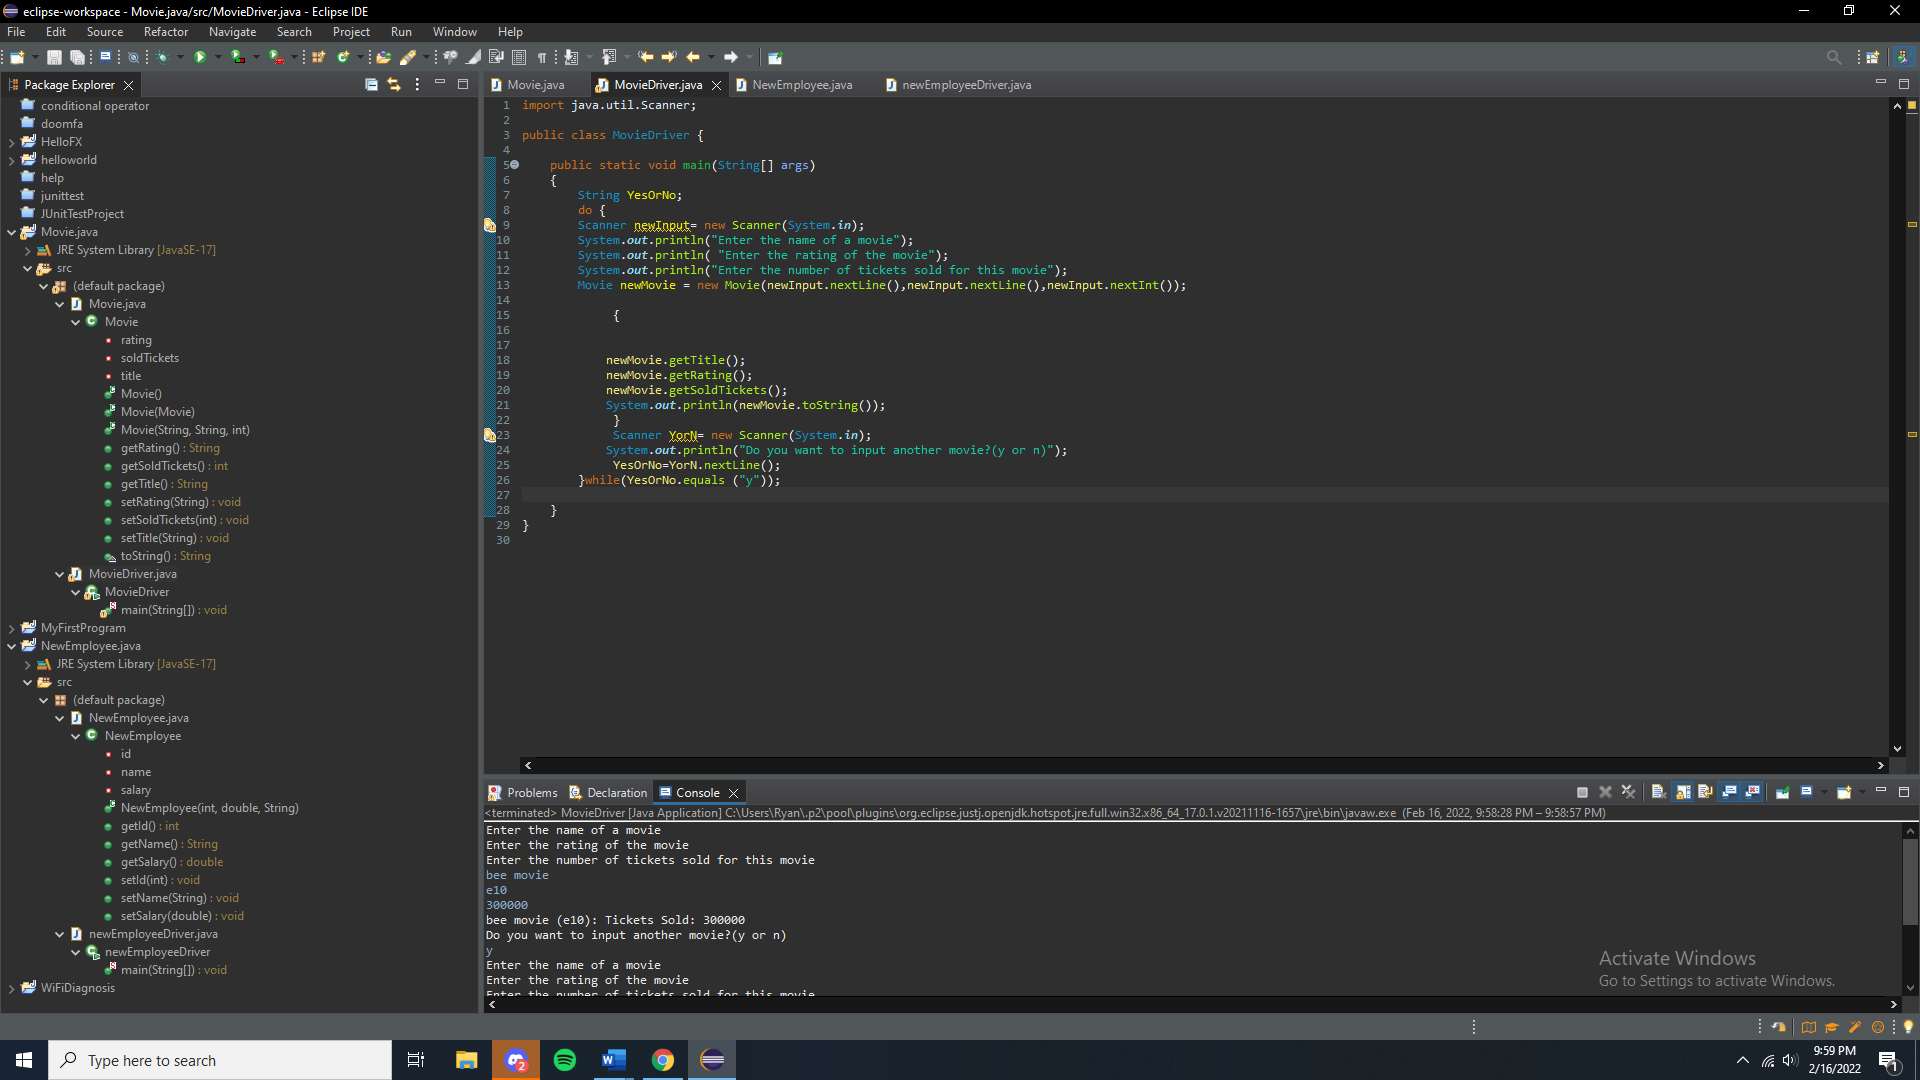 eclipse-workspace - Movie.java/src/MovieDriver.java - Eclipse IDE
File Edit Source Refactor Navigate Search Project Run Window Help
Package Explorer
conditional operator
doomfa
HelloFX
helloworld
help
junittest
JUnitTestProject
Movie.java
JRE System Library [JavaSE-17]
src
(default package)
Movie.java
Movie
rating
soldTickets
title
Movie()
Movie(Movie)
Movie(String, String, int)
getRating() : String
getSoldTickets() : int
getTitle() : String
setRating(String) : void
setSoldTickets(int) : void
setTitle(String) : void
toString() : String
MovieDriver.java
MovieDriver
main(String[]) : void
MyFirstProgram
NewEmployee.java
JRE System Library [JavaSE-17]
src
(default package)
NewEmployee.java
NewEmployee
id
name
salary
NewEmployee(int, double, String)
getId() : int
getName() : String
getSalary() : double
setId(int) : void
setName(String) : void
setSalary(double) : void
newEmployeeDriver.java
newEmployeeDriver
main(String[]) : void
WiFiDiagnosis
Movie.java MovieDriver.java NewEmployee.java newEmployeeDriver.java
1 import java.util.Scanner;
2
3 public class MovieDriver {
4
5 public static void main(String[] args)
6 {
7 String YesOrNo;
8 do {
9 Scanner newInput= new Scanner(System.in);
10 System.out.println("Enter the name of a movie");
11 System.out.println( "Enter the rating of the movie");
12 System.out.println("Enter the number of tickets sold for this movie");
13 Movie newMovie = new Movie(newInput.nextLine(),newInput.nextLine(),newInput.nextInt());
14
15 {
16
17
18 newMovie.getTitle();
19 newMovie.getRating();
20 newMovie.getSoldTickets();
21 System.out.println(newMovie.toString());
22 }
23 Scanner YorN= new Scanner(System.in);
24 System.out.println("Do you want to input another movie?(y or n)");
25 YesOrNo=YorN.nextLine();
26 }while(YesOrNo.equals ("y"));
27
28 }
29 }
30
Problems Declaration Console
<terminated> MovieDriver [Java Application] C:\Users\Ryan\.p2\pool\plugins\org.eclipse.justj.openjdk.hotspot.jre.full.win32.x86_64_17.0.1.v20211116-1657\jre\bin\javaw.exe (Feb 16, 2022, 9:58:28 PM – 9:58:57 PM)
Enter the name of a movie
Enter the rating of the movie
Enter the number of tickets sold for this movie
bee movie
e10
300000
bee movie (e10): Tickets Sold: 300000
Do you want to input another movie?(y or n)
y
Enter the name of a movie
Enter the rating of the movie
Enter the number of tickets sold for this movie
Activate Windows
Go to Settings to activate Windows.
Type here to search
2
9:59 PM
2/16/2022
1